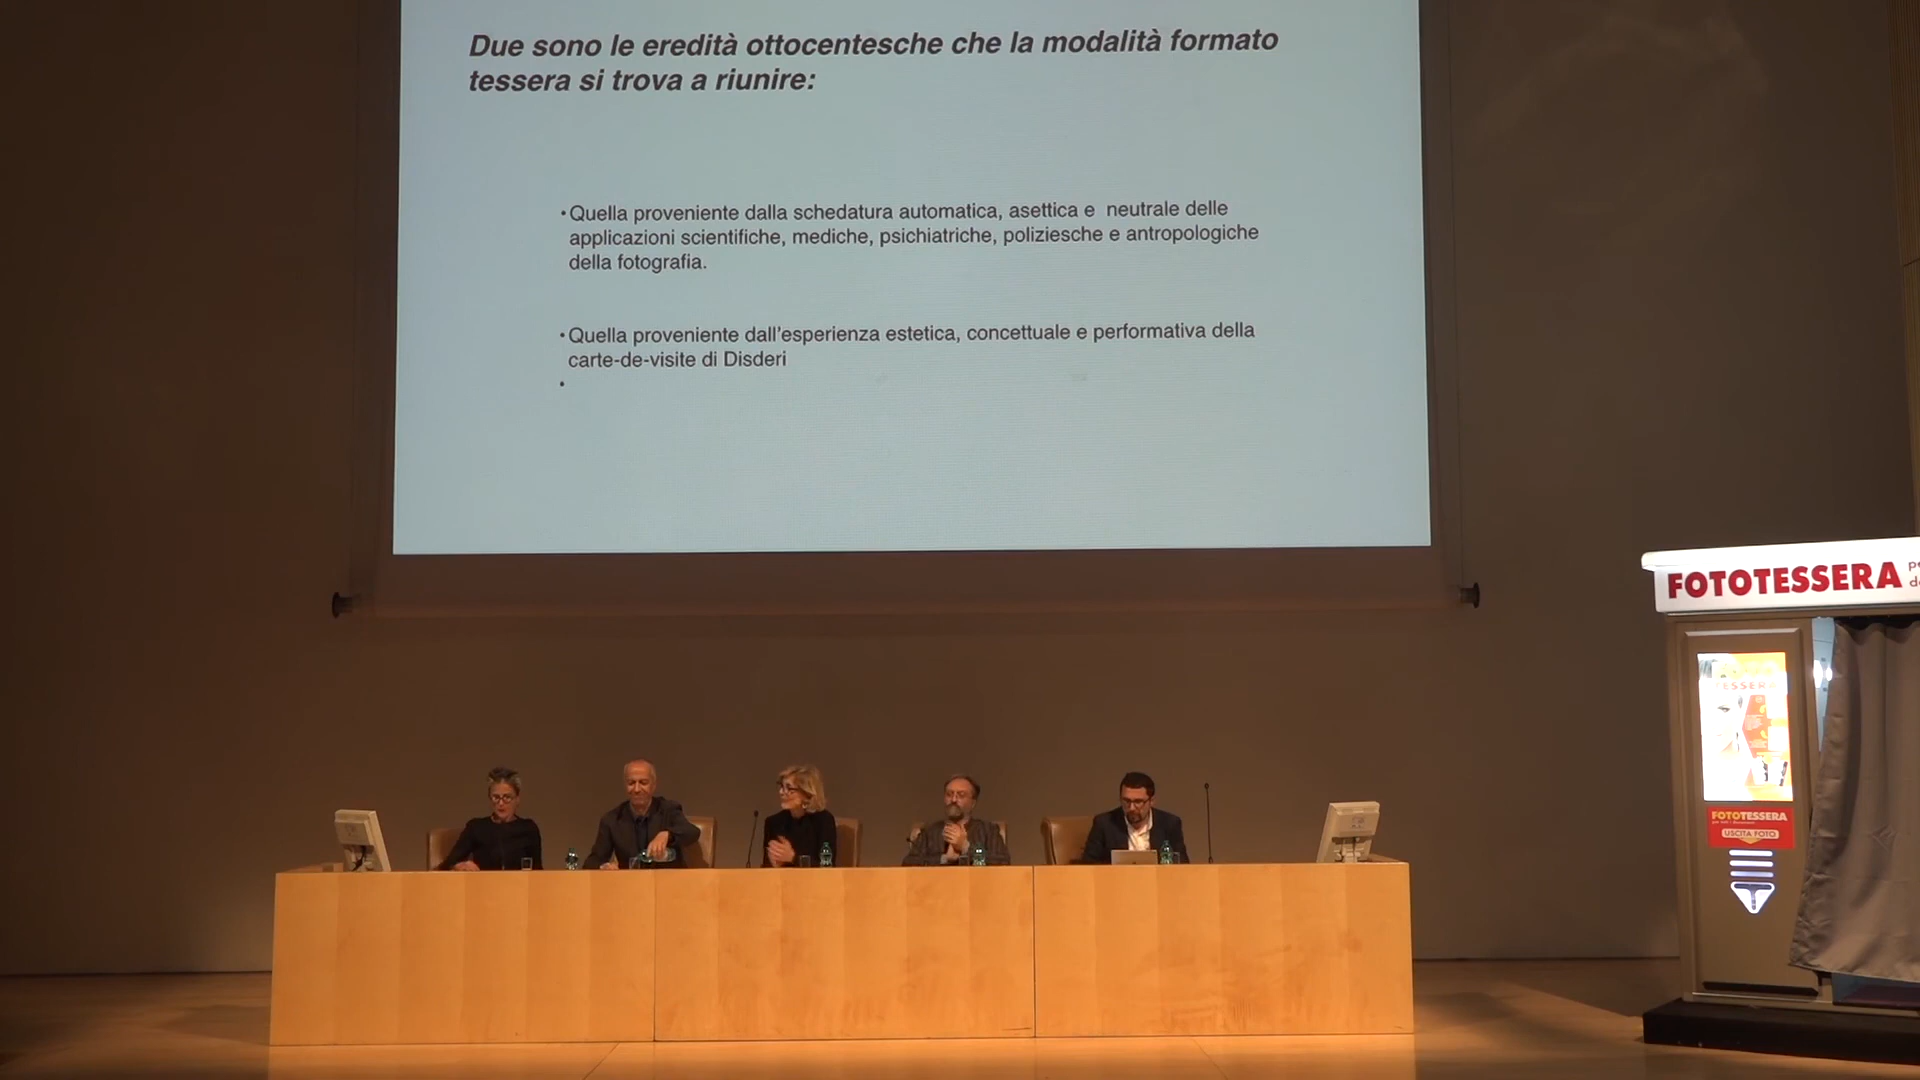 Due sono le eredità ottocentesche che la modalità formato
tessera si trova a riunire:
•Quella proveniente dalla schedatura automatica, asettica e neutrale delle
applicazioni scientifiche, mediche, psichiatriche, poliziesche e antropologiche
della fotografia.
•Quella proveniente dall'esperienza estetica, concettuale e performativa della
carte-de-visite di Disderi
•
FOTOTESSERA
TESSERA
FOTOTESSERA
USCITA FOTO